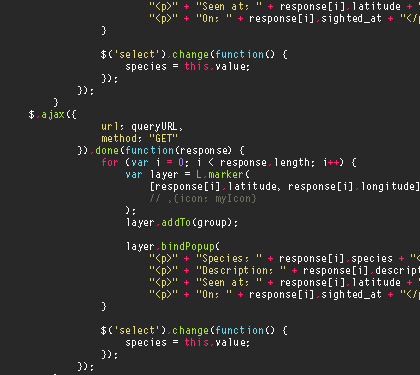 "<p>" + "Seen at: " + response[i].latitude + "
"<p>" + "On: " + response[i].sighted_at + "</p
}
$('select').change(function() {
species = this.value;
});
});
}
$.ajax({
url: queryURL,
method: "GET"
}).done(function(response) {
for (var i = 0; i < response.length; i++) {
var layer = L.marker(
[response[i].latitude, response[i].longitude]
// ,{icon: myIcon}
);
layer.addTo(group);
layer.bindPopup(
"<p>" + "Species: " + response[i].species + "<
"<p>" + "Description: " + response[i].descript
"<p>" + "Seen at: " + response[i].latitude + "
"<p>" + "On: " + response[i].sighted_at + "</p
}
$('select').change(function() {
species = this.value;
});
});